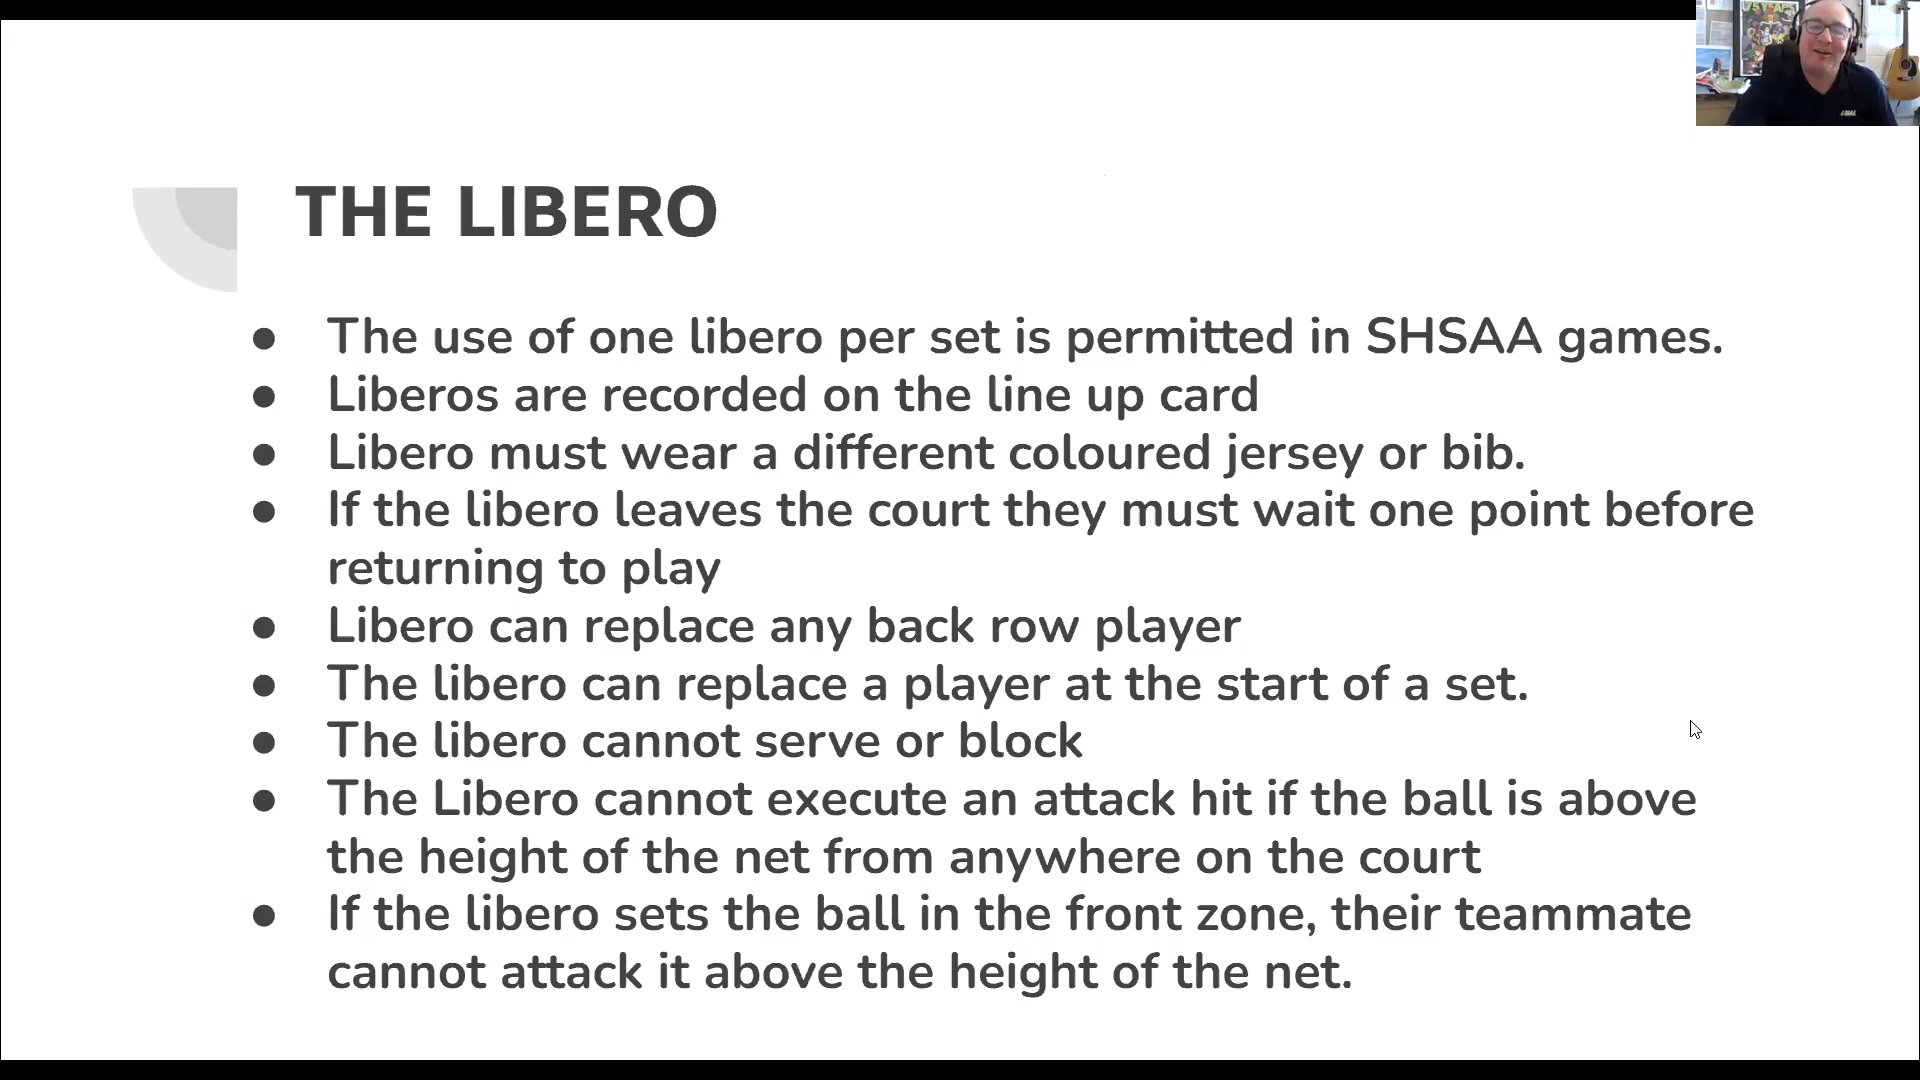 THE LIBERO
● The use of one libero per set is permitted in SHSAA games.
● Liberos are recorded on the line up card
● Libero must wear a different coloured jersey or bib.
● If the libero leaves the court they must wait one point before
returning to play
● Libero can replace any back row player
● The libero can replace a player at the start of a set.
● The libero cannot serve or block
● The Libero cannot execute an attack hit if the ball is above
the height of the net from anywhere on the court
● If the libero sets the ball in the front zone, their teammate
cannot attack it above the height of the net.